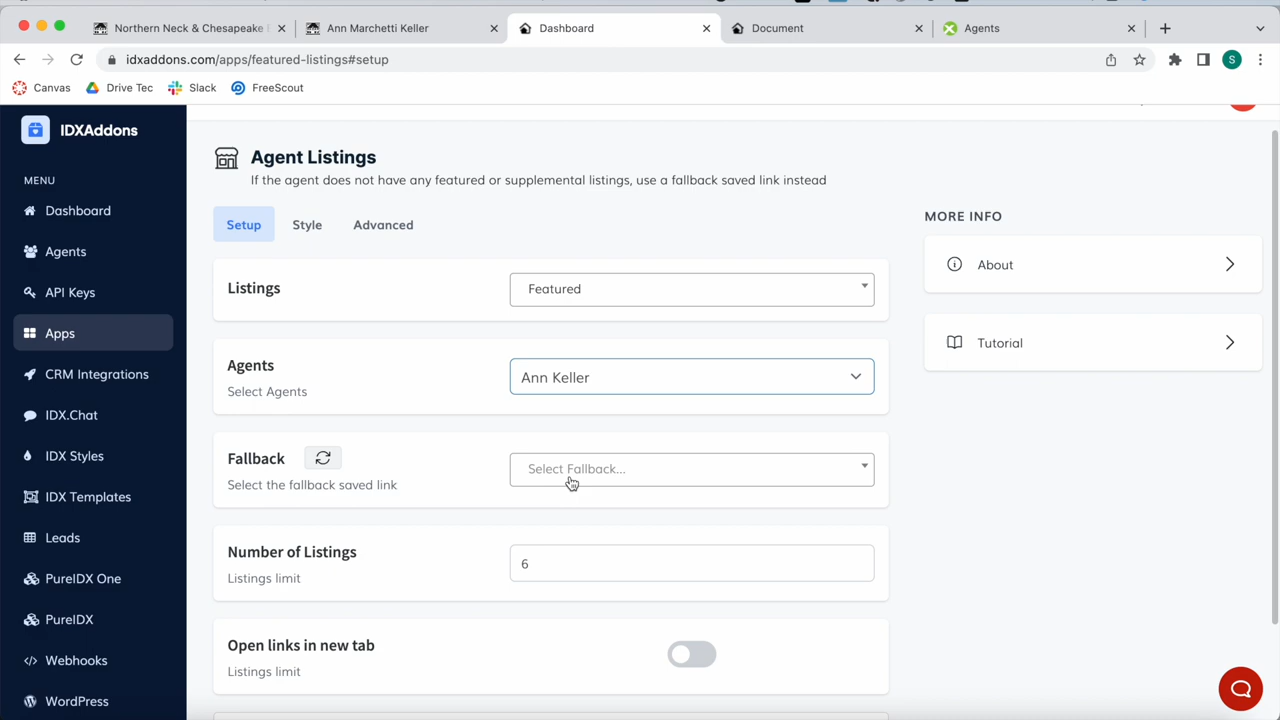 Northern Neck & Chesapeake
Ann Marchetti Keller
Dashboard
Document
Agents
idxaddons.com/apps/featured-listings#setup
S
Canvas
Drive Tec
Slack
FreeScout
IDXAddons
MENU
Dashboard
Agents
API Keys
Apps
CRM Integrations
IDX.Chat
IDX Styles
IDX Templates
Leads
PureIDX One
PureIDX
Webhooks
WordPress
Agent Listings
If the agent does not have any featured or supplemental listings, use a fallback saved link instead
Setup
Style
Advanced
Listings
Featured
Agents
Select Agents
Ann Keller
Fallback
Select the fallback saved link
Select Fallback...
Number of Listings
Listings limit
6
Open links in new tab
Listings limit
MORE INFO
About
Tutorial